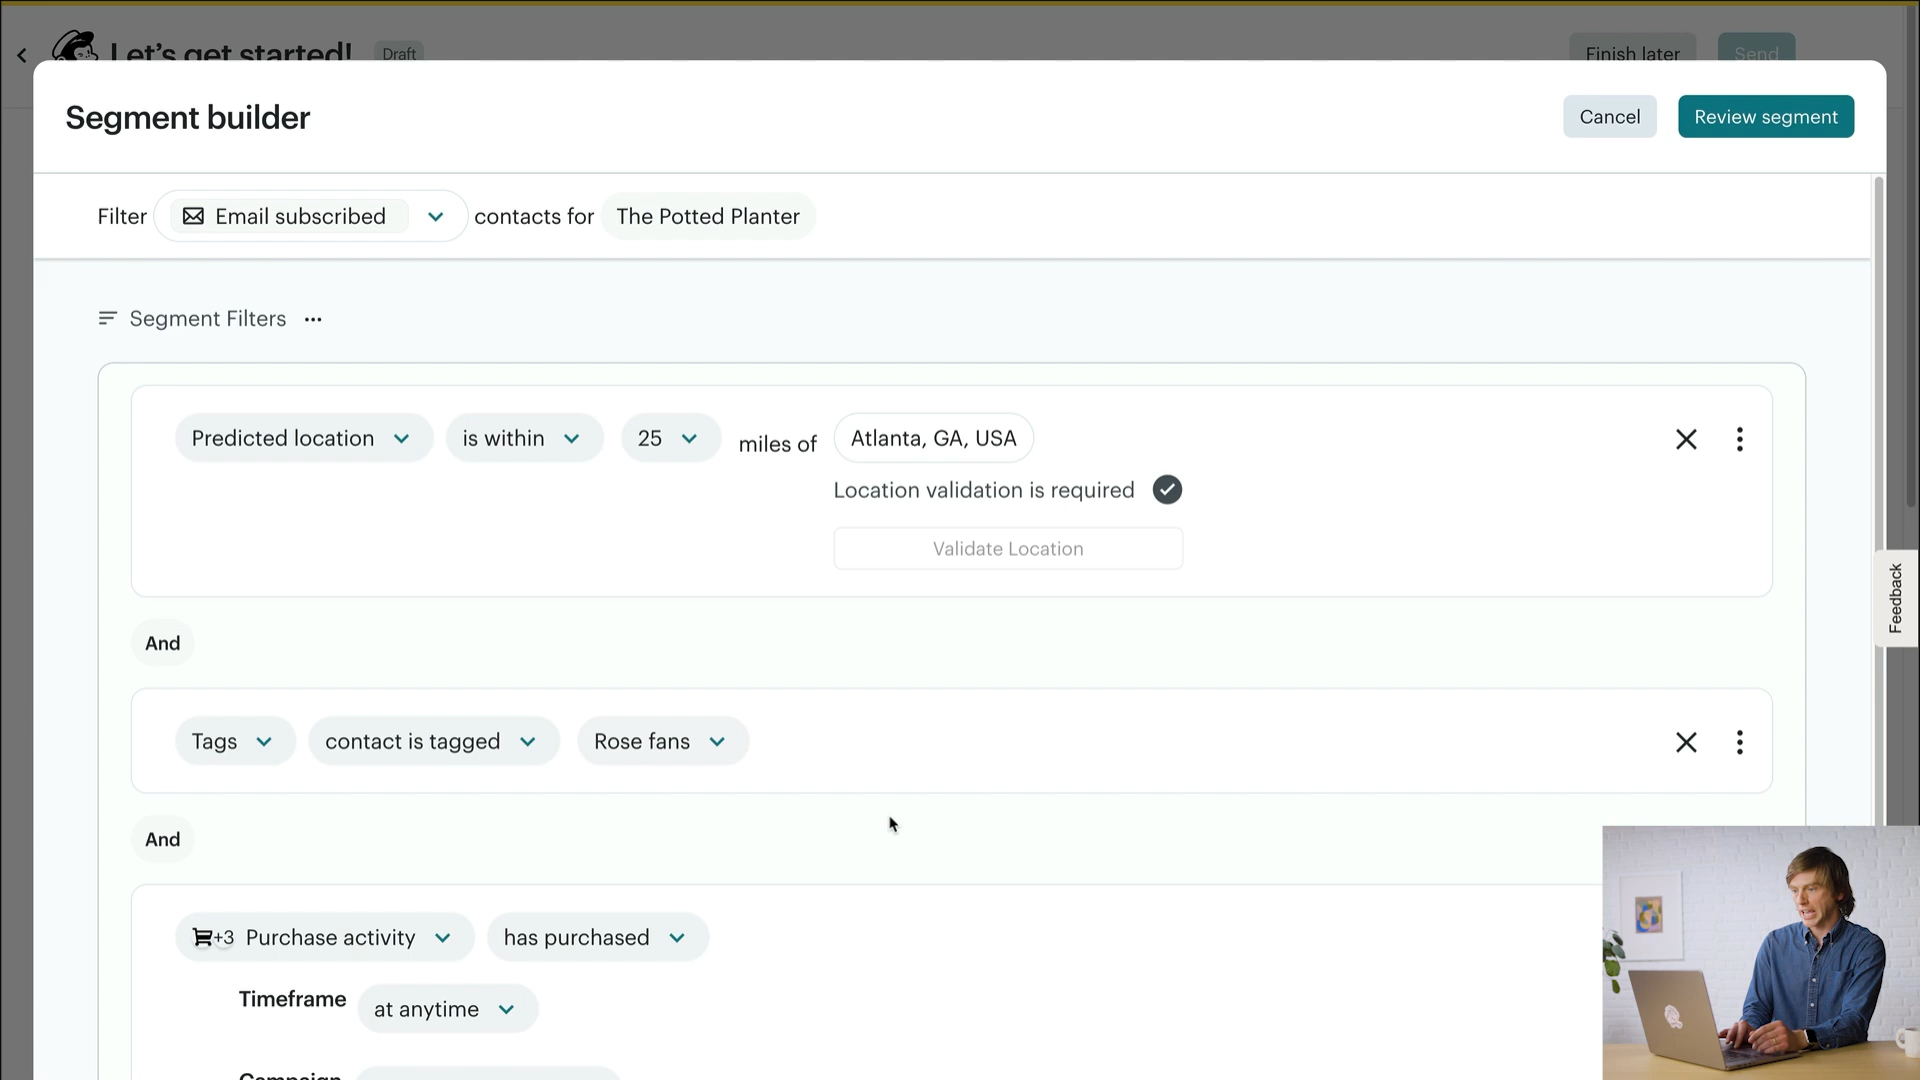 Let's get started!
Draft
Finish later
Send
Segment builder
Cancel
Review segment
Filter
Email subscribed
contacts for
The Potted Planter
Segment Filters
Predicted location
is within
25
miles of
Atlanta, GA, USA
Location validation is required
Validate Location
And
Tags
contact is tagged
Rose fans
And
+3 Purchase activity
has purchased
Timeframe
at anytime
Campaign
Feedback